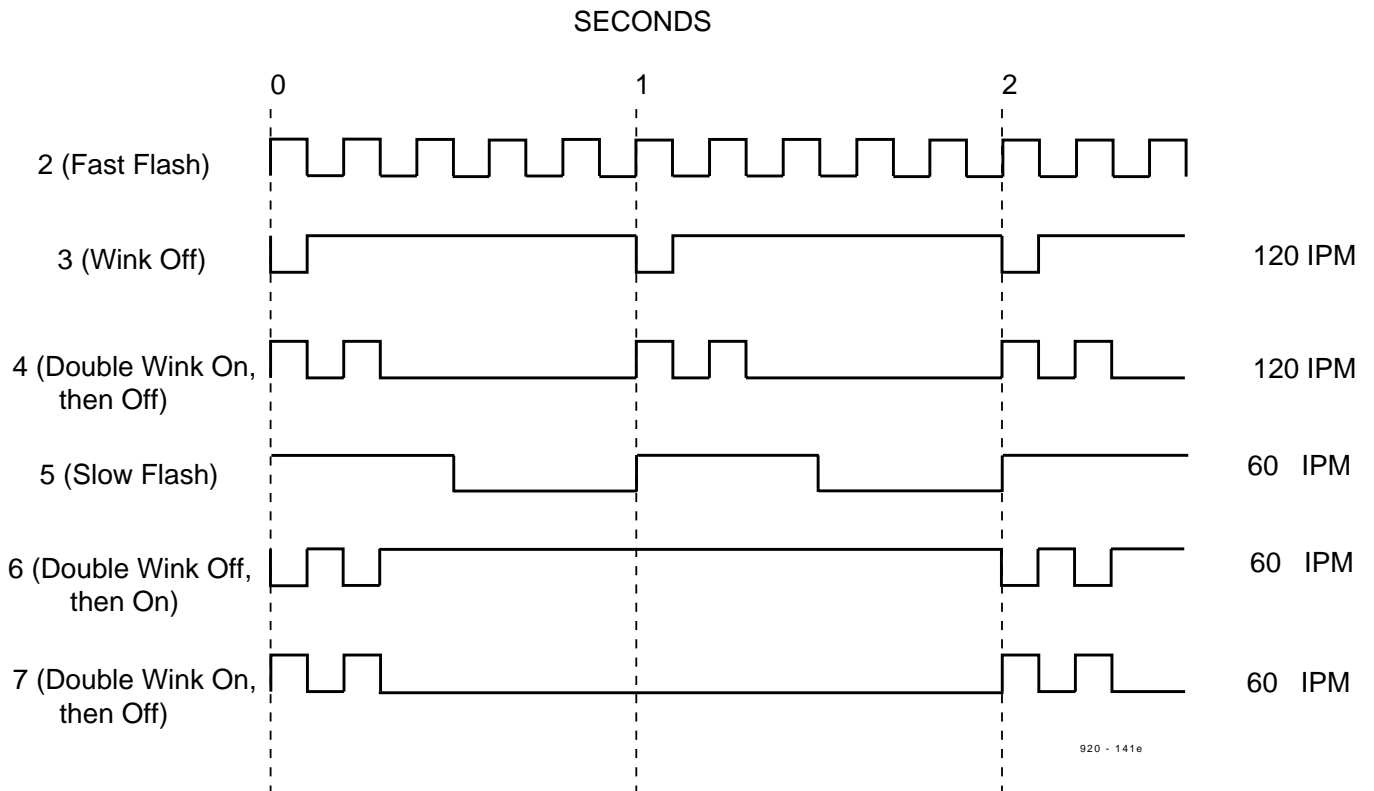 SECONDS
0 1 2
2 (Fast Flash)
3 (Wink Off) 120 IPM
4 (Double Wink On,
then Off) 120 IPM
5 (Slow Flash) 60 IPM
6 (Double Wink Off,
then On) 60 IPM
7 (Double Wink On,
then Off) 60 IPM
920 - 141e